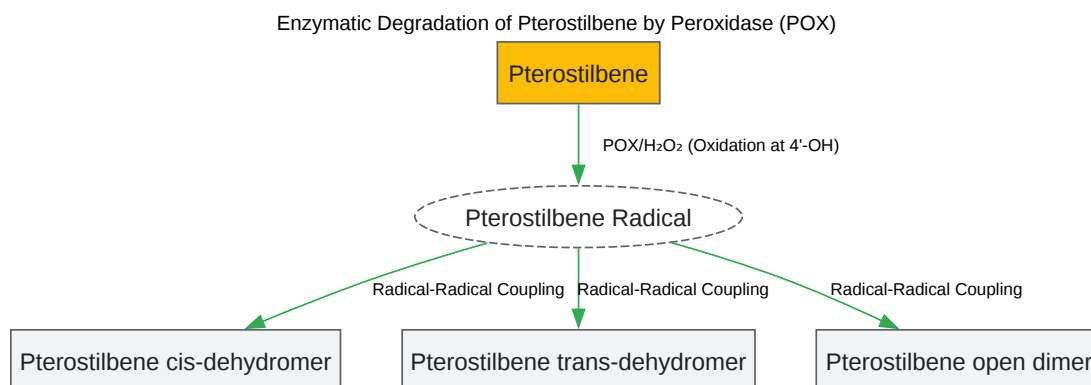 Enzymatic Degradation of Pterostilbene by Peroxidase (POX)
Pterostilbene
POX/H₂O₂ (Oxidation at 4'-OH)
Pterostilbene Radical
Radical-Radical Coupling
Radical-Radical Coupling
Radical-Radical Coupling
Pterostilbene cis-dehydromer
Pterostilbene trans-dehydromer
Pterostilbene open dimer